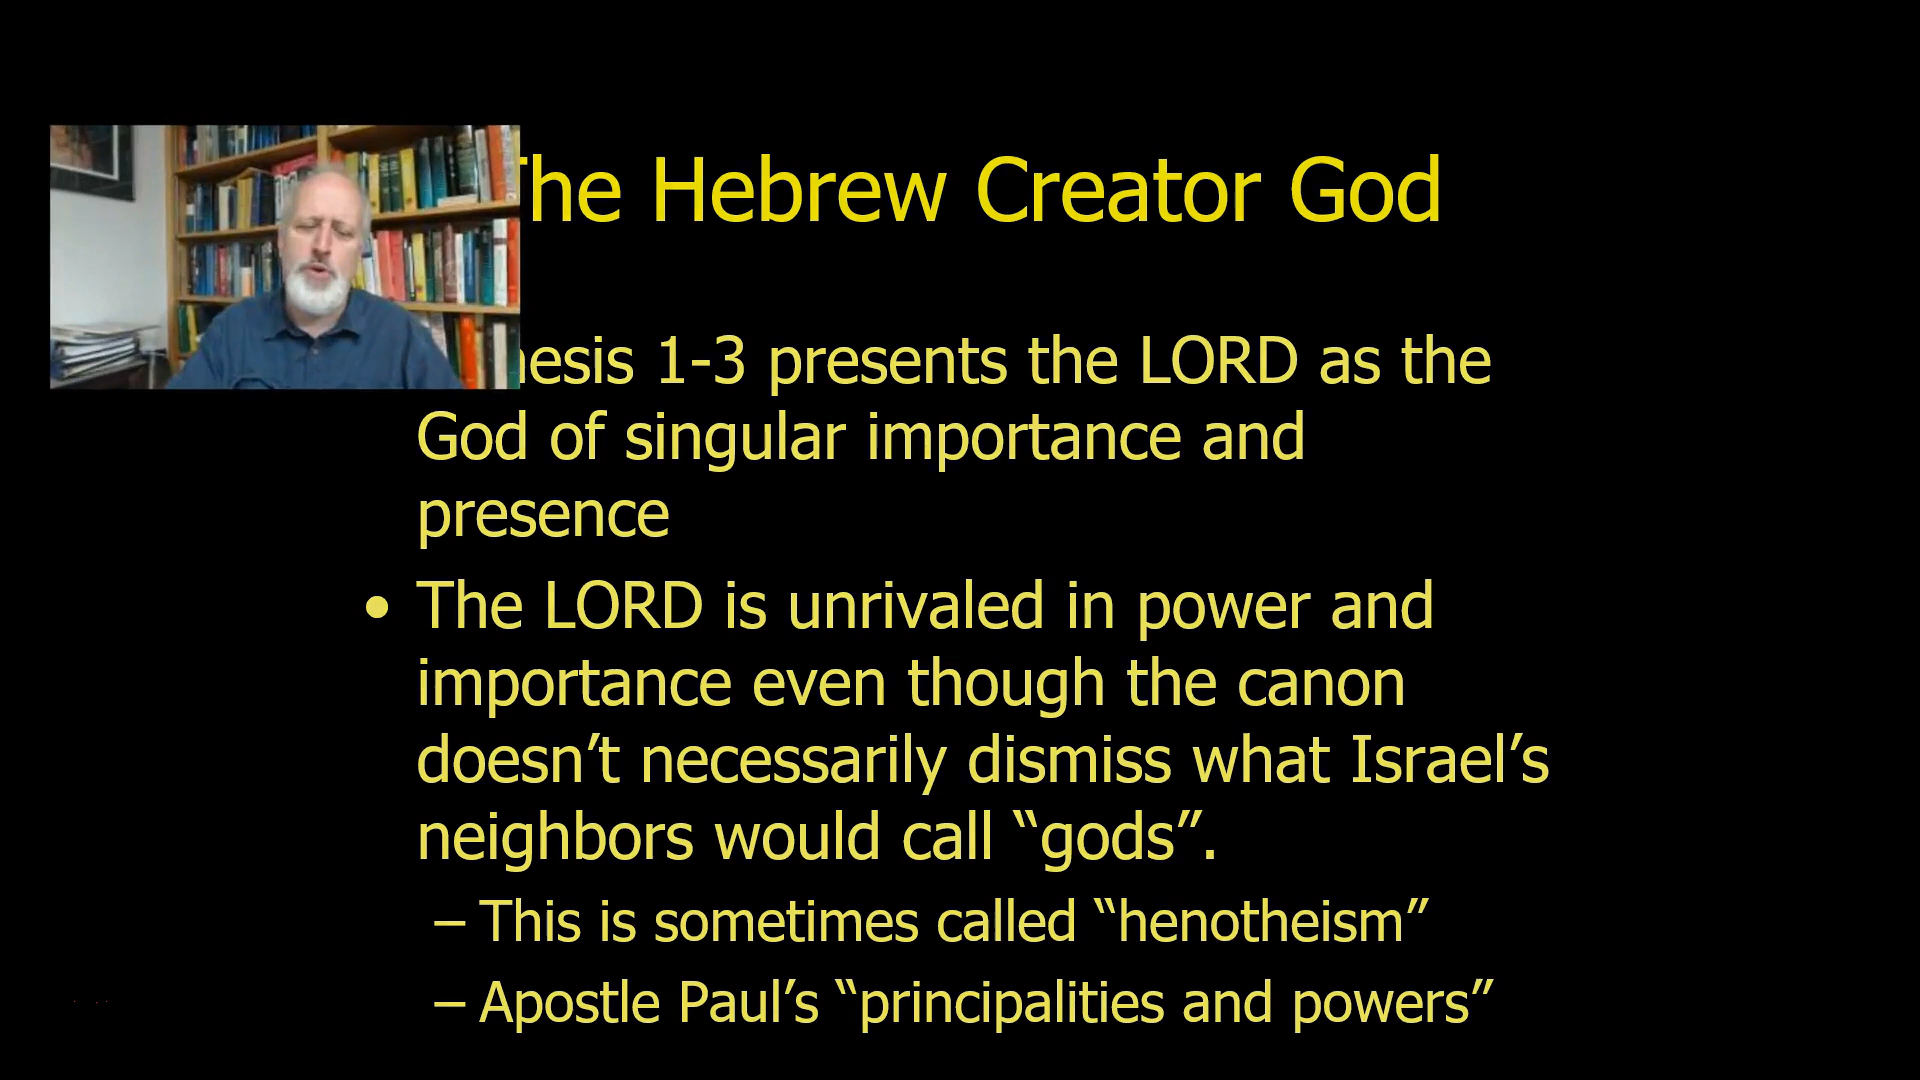 The Hebrew Creator God
nesis 1-3 presents the LORD as the
God of singular importance and
presence
• The LORD is unrivaled in power and
importance even though the canon
doesn’t necessarily dismiss what Israel’s
neighbors would call “gods”.
– This is sometimes called “henotheism”
– Apostle Paul’s “principalities and powers”